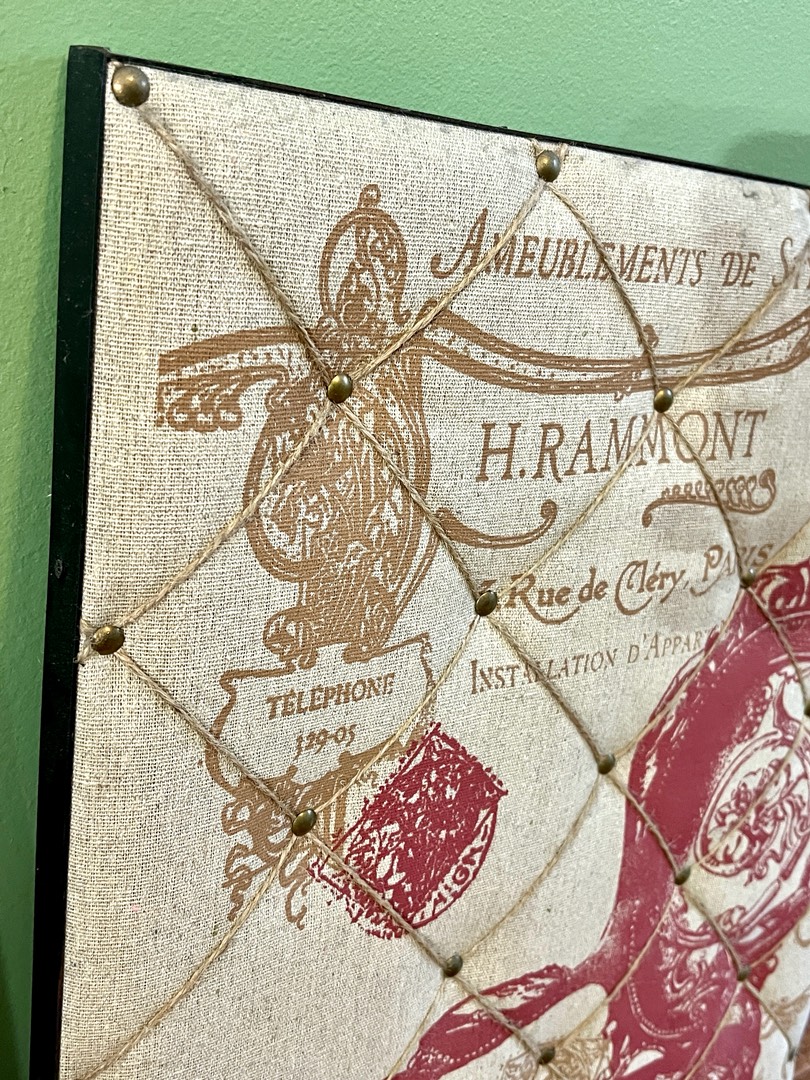 AMEUBLEMENTS DE
H. RAMMONT
Rue de Cléry, PARIS
INSTALLATION D'APPAR
TÉLÉPHONE
129-05